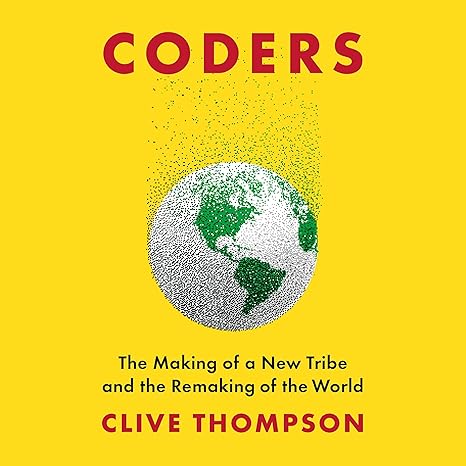 CODERS
The Making of a New Tribe
and the Remaking of the World
CLIVE THOMPSON